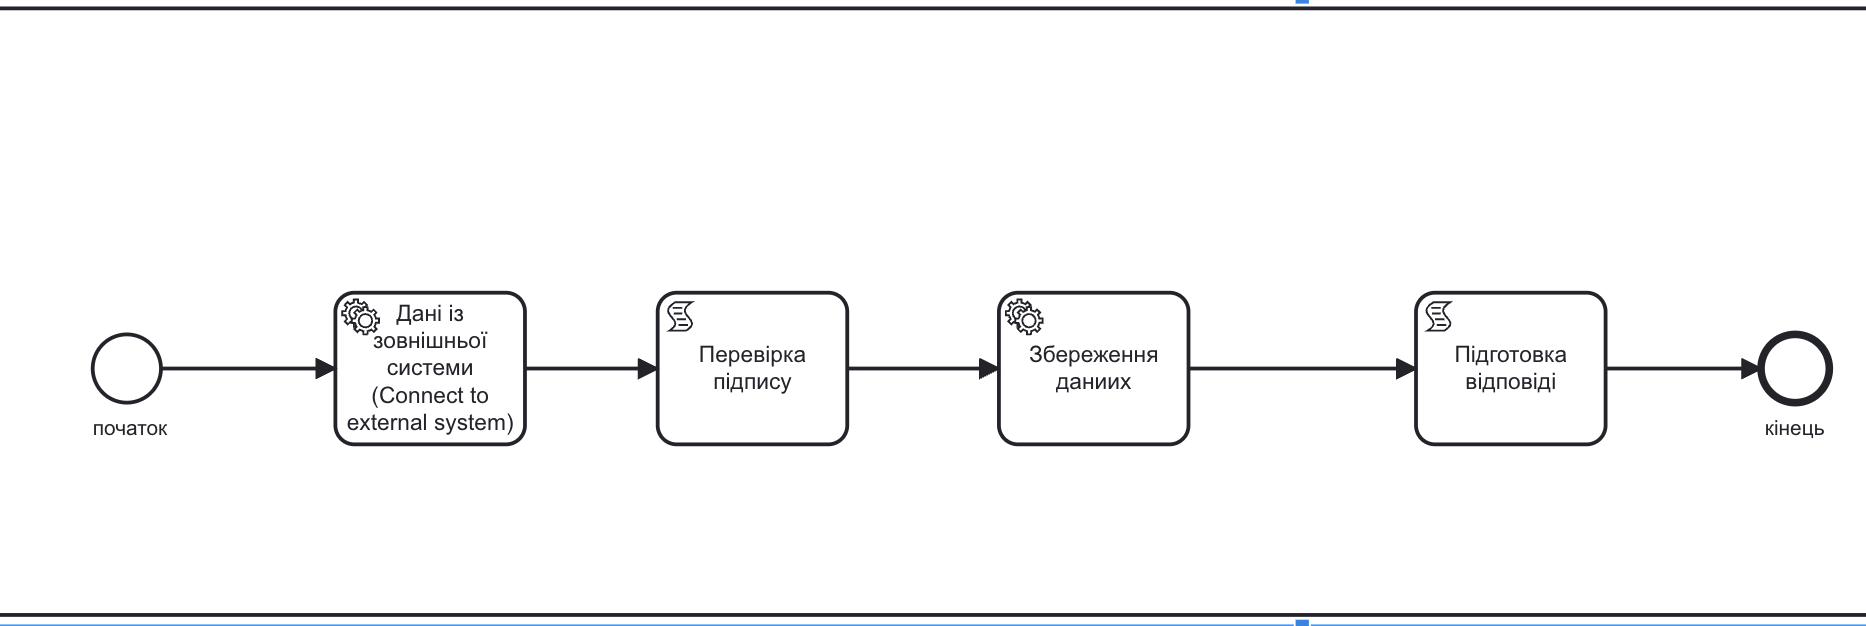 початок
Дані із
зовнішньої
системи
(Connect to
external system)
Перевірка
підпису
Збереження
даниих
Підготовка
відповіді
кінець